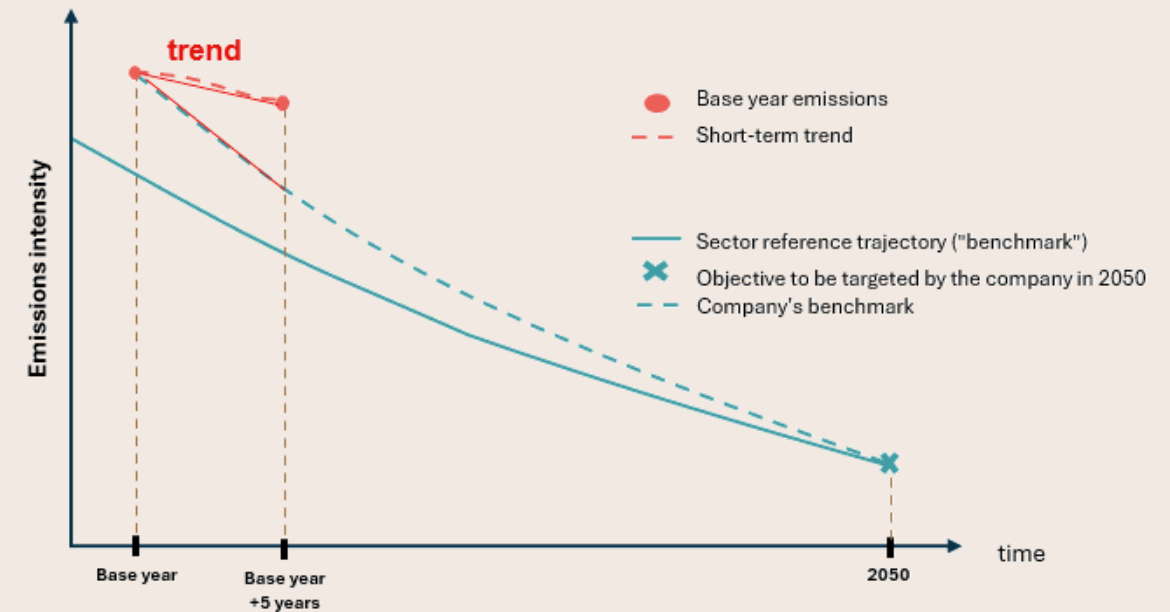 trend
Base year emissions
Short-term trend
Sector reference trajectory ("benchmark")
Objective to be targeted by the company in 2050
Company's benchmark
Emissions intensity
time
Base year
Base year
+5 years
2050